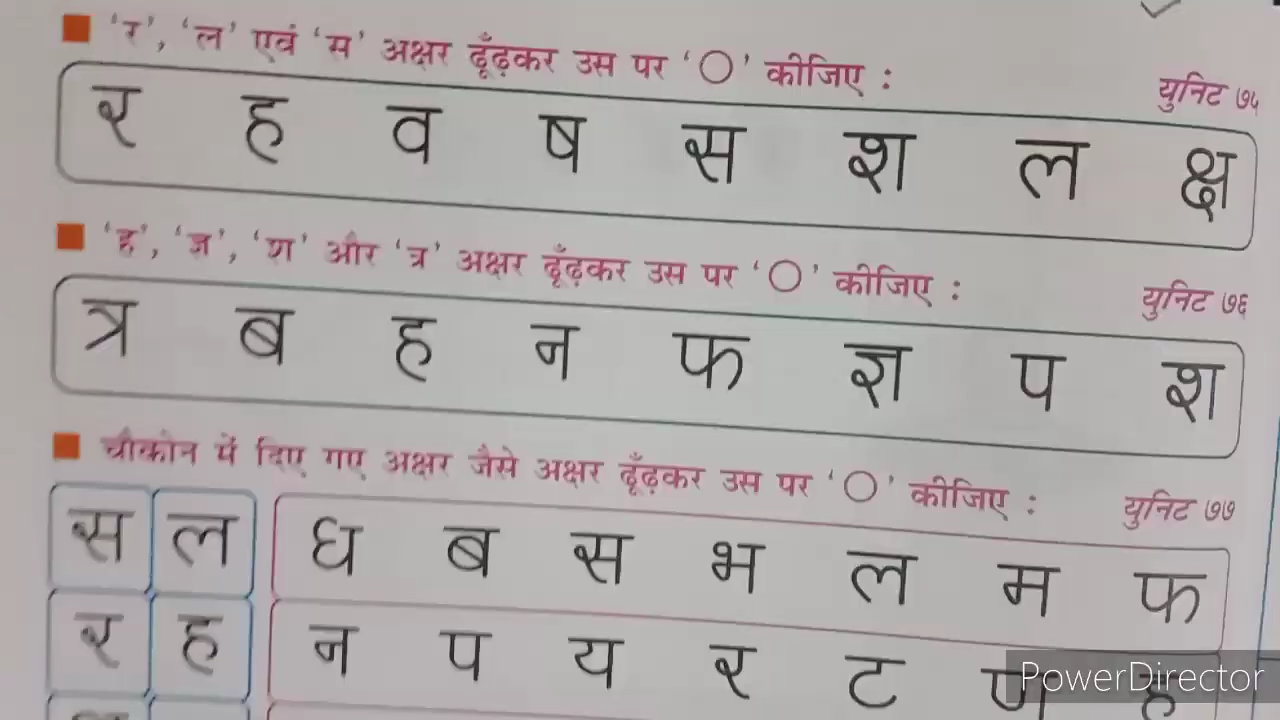 'र', 'ल' एवं 'स' अक्षर ढूँढ़कर उस पर '○' कीजिए :
युनिट ७५
र ह व ष स श ल क्ष
'ह', 'ज्ञ', 'श' और 'त्र' अक्षर ढूँढ़कर उस पर '○' कीजिए :
युनिट ७६
त्र ब ह न फ ज्ञ प श
चौकोन में दिए गए अक्षर जैसे अक्षर ढूँढ़कर उस पर '○' कीजिए :
युनिट ७७
स ल ध ब स भ ल म फ
र ह न प य र ट ण ह
PowerDirector